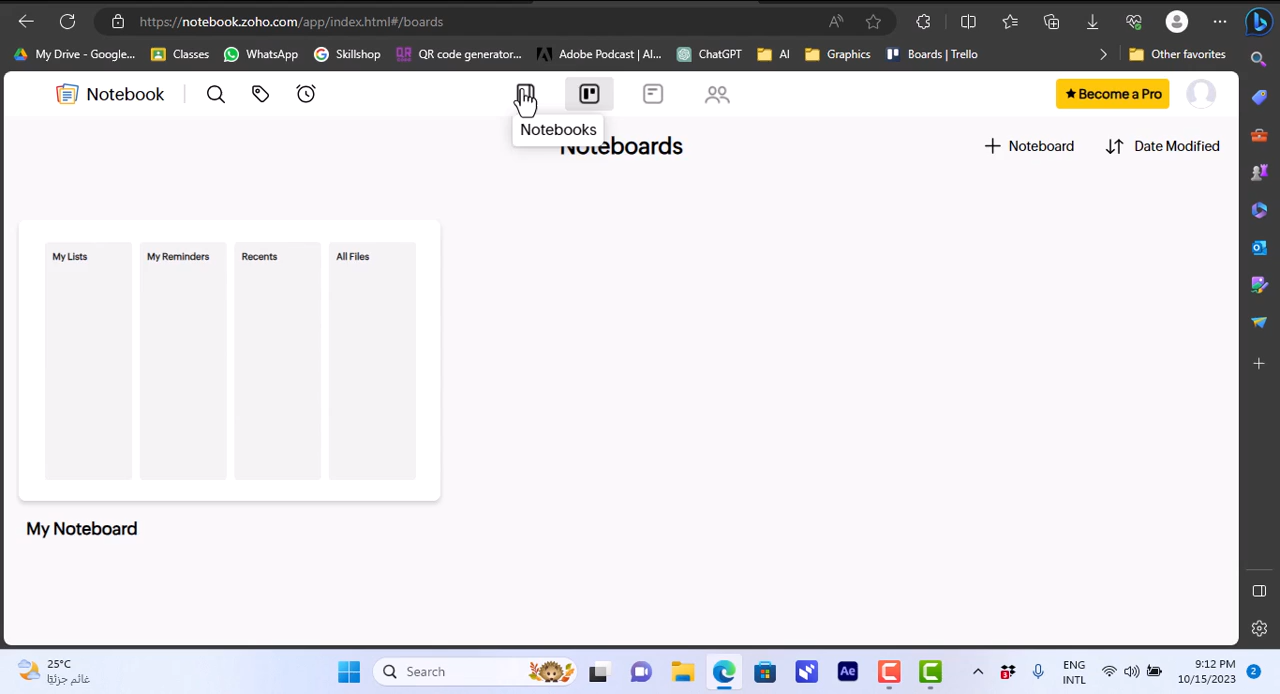 https://notebook.zoho.com/app/index.html#/boards
My Drive - Google...
Classes
WhatsApp
Skillshop
QR code generator...
Adobe Podcast | AI...
ChatGPT
AI
Graphics
Boards | Trello
Other favorites
Notebook
Become a Pro
Notebooks
Noteboards
Noteboard
Date Modified
My Lists
My Reminders
Recents
All Files
My Noteboard
25°C
غائم جزئيًا
Search
Ae
3
ENG
INTL
9:12 PM
10/15/2023
2